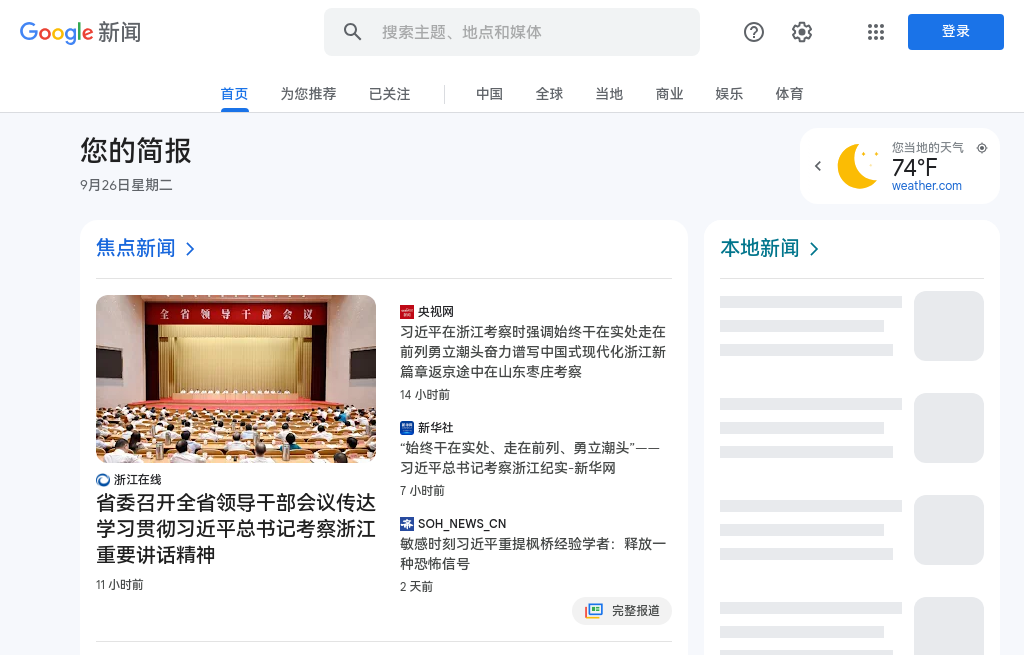 Google 新闻
搜索主题、地点和媒体
登录
首页
为您推荐
已关注
中国
全球
当地
商业
娱乐
体育
您的简报
9月26日星期二
您当地的天气
74°F
weather.com
焦点新闻
全省领导干部会议
浙江在线
省委召开全省领导干部会议传达
学习贯彻习近平总书记考察浙江
重要讲话精神
11 小时前
央视网
习近平在浙江考察时强调始终干在实处走在
前列勇立潮头奋力谱写中国式现代化浙江新
篇章返京途中在山东枣庄考察
14 小时前
新华社
“始终干在实处、走在前列、勇立潮头”——
习近平总书记考察浙江纪实-新华网
7 小时前
SOH_NEWS_CN
敏感时刻习近平重提枫桥经验学者：释放一
种恐怖信号
2 天前
完整报道
本地新闻